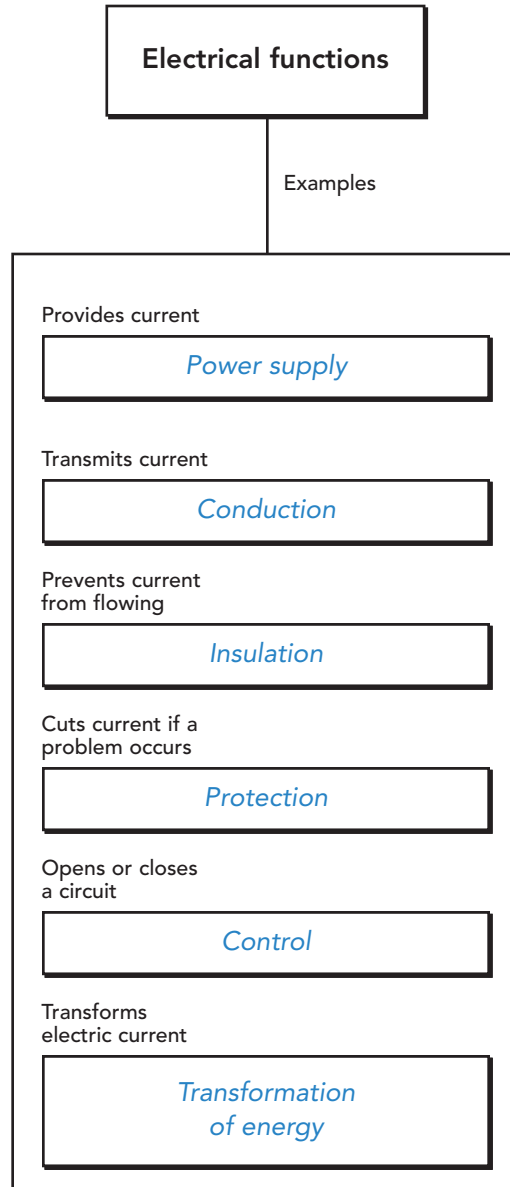 Electrical functions
Examples
Provides current
Power supply
Transmits current
Conduction
Prevents current
from flowing
Insulation
Cuts current if a
problem occurs
Protection
Opens or closes
a circuit
Control
Transforms
electric current
Transformation
of energy